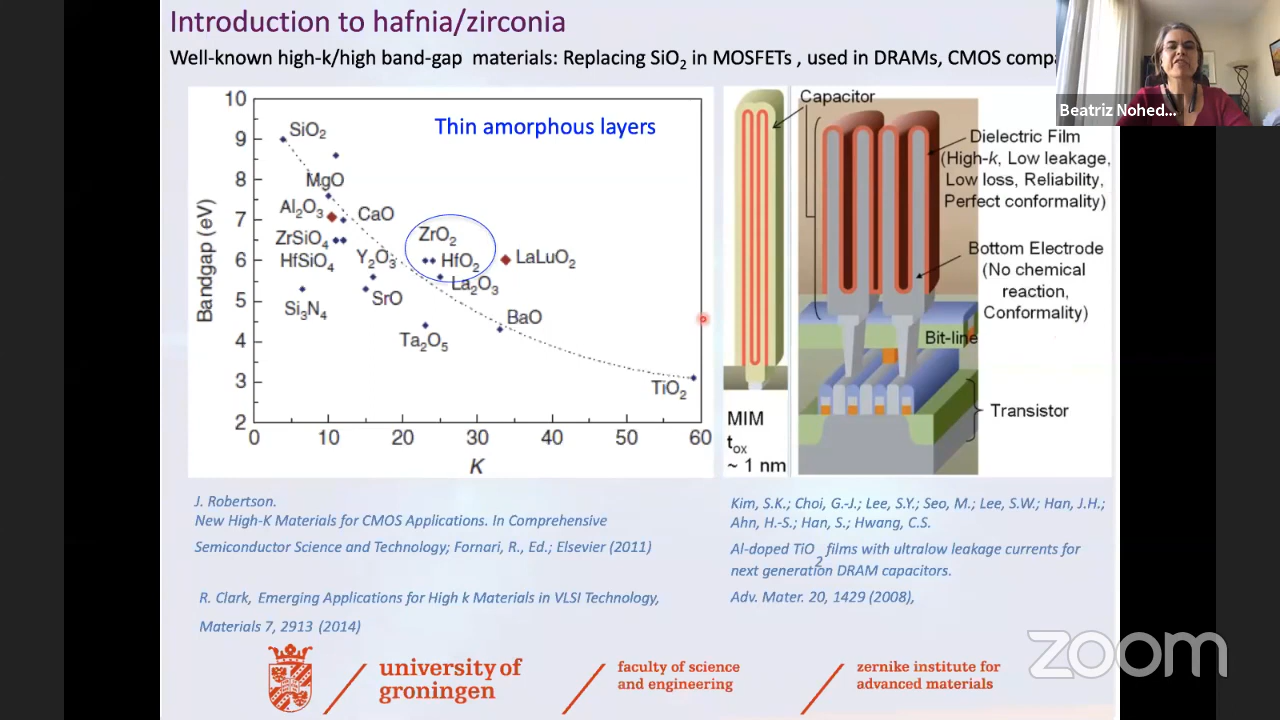 Introduction to hafnia/zirconia
Well-known high-k/high band-gap materials: Replacing SiO2 in MOSFETs , used in DRAMs, CMOS compa
Beatriz Nohed...
Thin amorphous layers
Bandgap (eV)
10
9
8
7
6
5
4
3
2
SiO2
MgO
Al2O3
CaO
ZrSiO4
HfSiO4
Y2O3
ZrO2
HfO2
LaLuO2
La2O3
Si3N4
SrO
BaO
Ta2O5
TiO2
0 10 20 30 40 50 60
K
Capacitor
Dielectric Film
(High-k, Low leakage,
Low loss, Reliability,
Perfect conformality)
Bottom Electrode
(No chemical
reaction,
Conformality)
Bit-line
Transistor
MIM
tox
~ 1 nm
J. Robertson.
New High-K Materials for CMOS Applications. In Comprehensive
Semiconductor Science and Technology; Fornari, R., Ed.; Elsevier (2011)
R. Clark, Emerging Applications for High k Materials in VLSI Technology,
Materials 7, 2913 (2014)
Kim, S.K.; Choi, G.-J.; Lee, S.Y.; Seo, M.; Lee, S.W.; Han, J.H.;
Ahn, H.-S.; Han, S.; Hwang, C.S.
Al-doped TiO2 films with ultralow leakage currents for
next generation DRAM capacitors.
Adv. Mater. 20, 1429 (2008),
university of
groningen
faculty of science
and engineering
zernike institute for
advanced materials
zoom